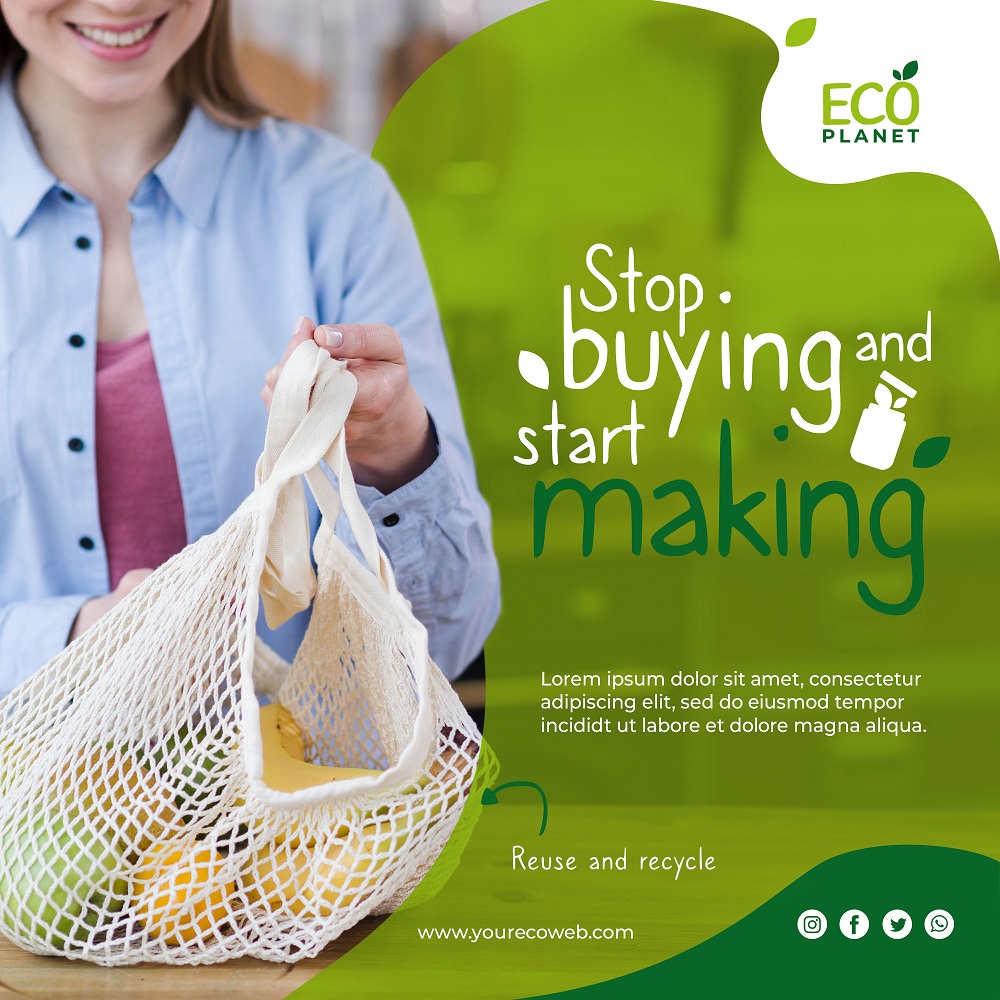 ECO
PLANET
Stop
buying and
start
making
Lorem ipsum dolor sit amet, consectetur
adipiscing elit, sed do eiusmod tempor
incididt ut labore et dolore magna aliqua.
Reuse and recycle
www.yourecoweb.com